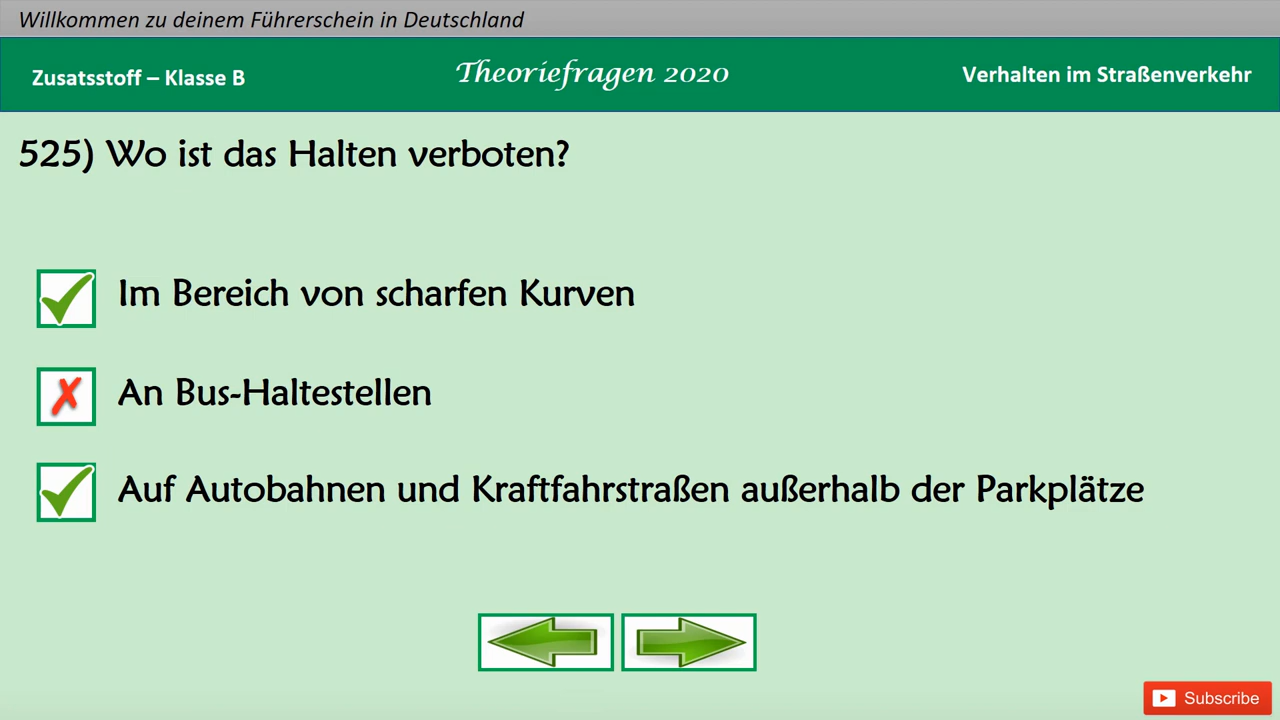 Willkommen zu deinem Führerschein in Deutschland
Zusatsstoff – Klasse B
Theoriefragen 2020
Verhalten im Straßenverkehr
525) Wo ist das Halten verboten?
Im Bereich von scharfen Kurven
An Bus-Haltestellen
Auf Autobahnen und Kraftfahrstraßen außerhalb der Parkplätze
Subscribe